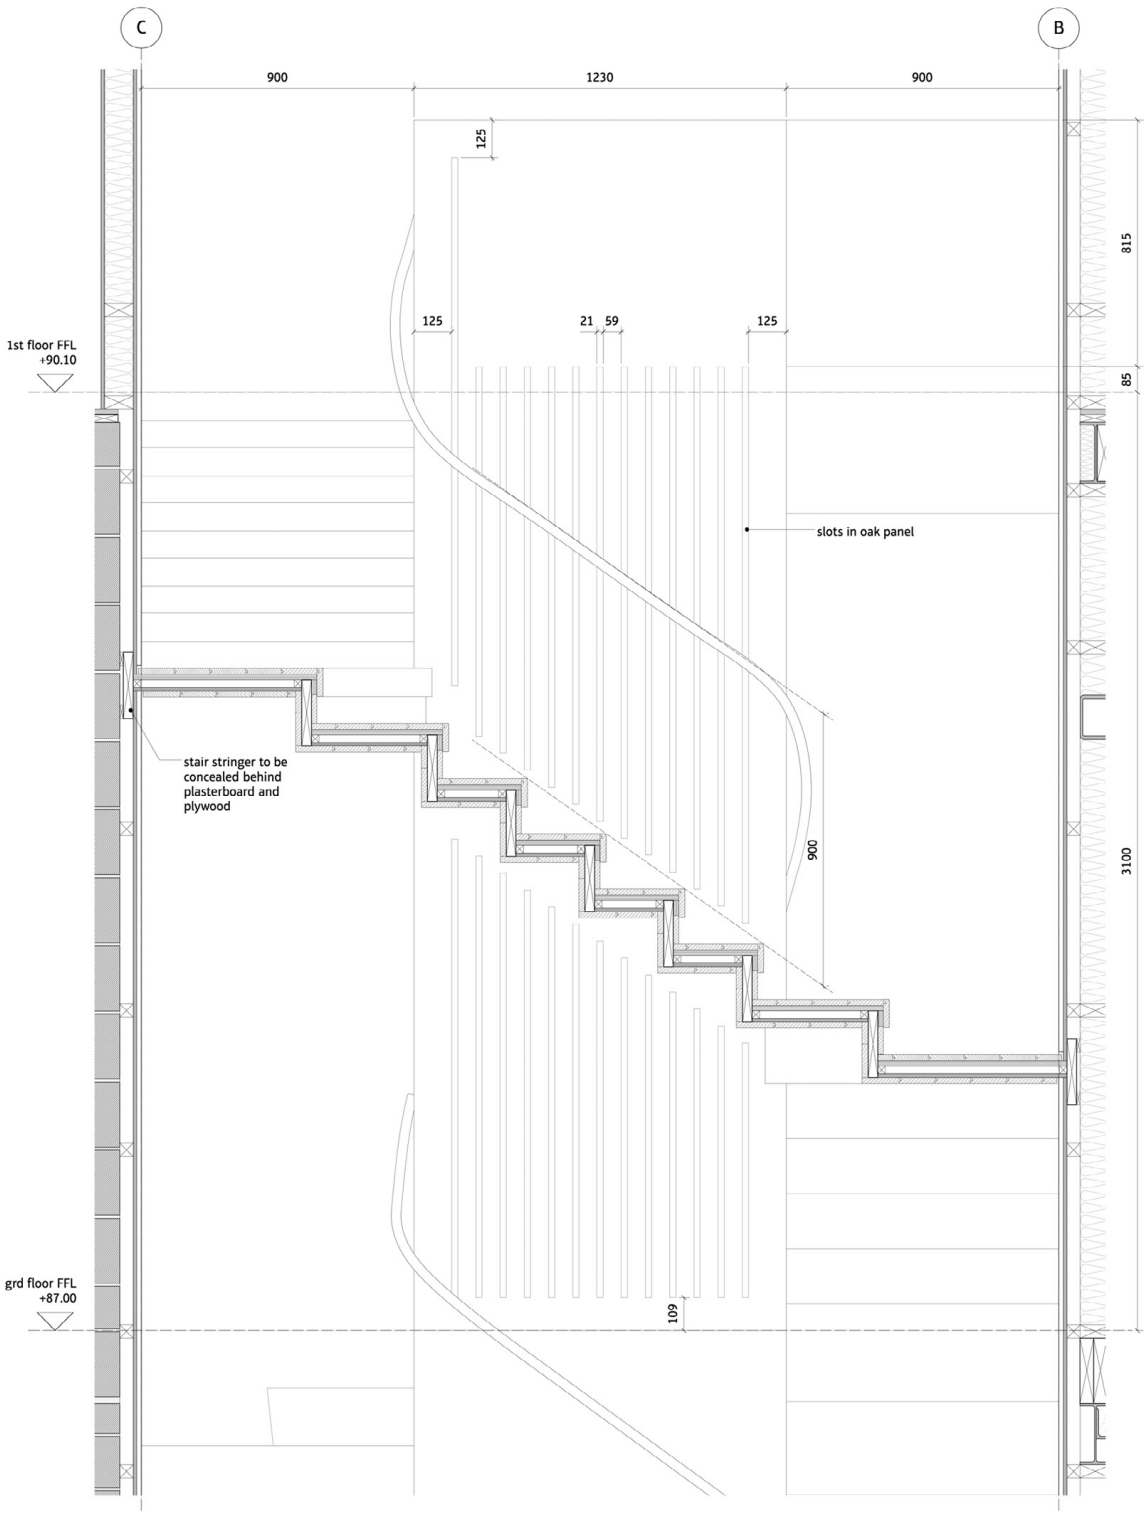 C
B
900
1230
900
125
815
125
21
59
125
1st floor FFL
+90.10
85
slots in oak panel
stair stringer to be
concealed behind
plasterboard and
plywood
900
3100
grd floor FFL
+87.00
109